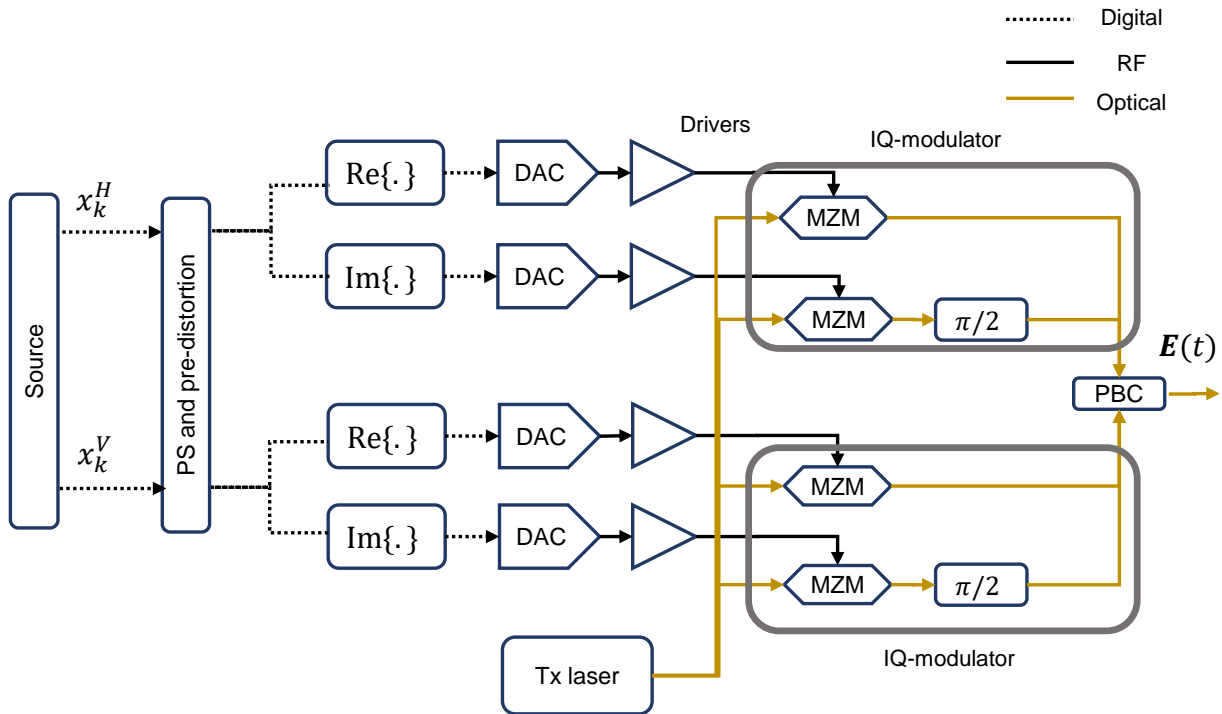 Digital
RF
Optical
Drivers
IQ-modulator
Re{.}
DAC
MZM
x_k^H
Im{.}
DAC
MZM
π/2
E(t)
Source
PS and pre-distortion
PBC
x_k^V
Re{.}
DAC
MZM
Im{.}
DAC
MZM
π/2
IQ-modulator
Tx laser